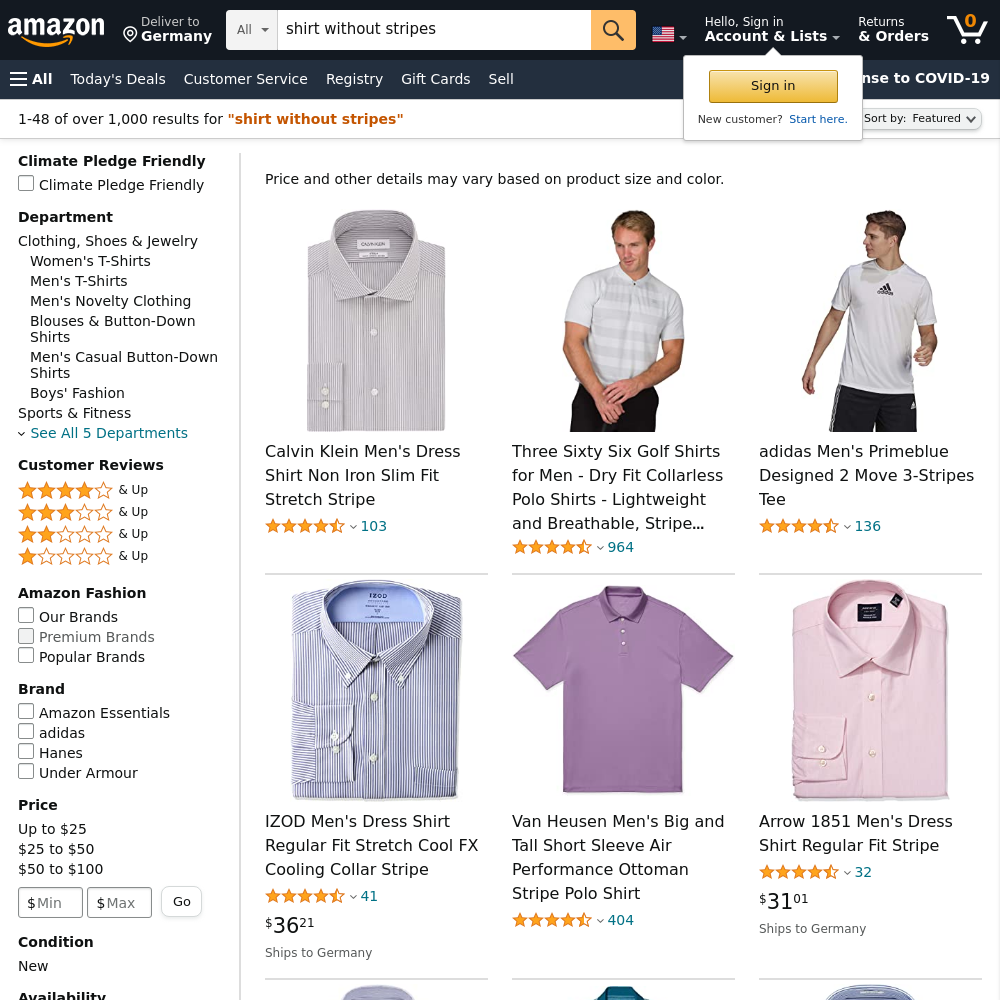 amazon
Deliver to
Germany
All
shirt without stripes
Hello, Sign in
Account & Lists
Returns
& Orders
0
All
Today's Deals
Customer Service
Registry
Gift Cards
Sell
nse to COVID-19
Sign in
New customer? Start here.
1-48 of over 1,000 results for "shirt without stripes"
Sort by: Featured
Climate Pledge Friendly
Climate Pledge Friendly
Department
Clothing, Shoes & Jewelry
Women's T-Shirts
Men's T-Shirts
Men's Novelty Clothing
Blouses & Button-Down
Shirts
Men's Casual Button-Down
Shirts
Boys' Fashion
Sports & Fitness
See All 5 Departments
Customer Reviews
& Up
& Up
& Up
& Up
Amazon Fashion
Our Brands
Premium Brands
Popular Brands
Brand
Amazon Essentials
adidas
Hanes
Under Armour
Price
Up to $25
$25 to $50
$50 to $100
$ Min
$ Max
Go
Condition
New
Availability
Price and other details may vary based on product size and color.
CALVIN KLEIN
Calvin Klein Men's Dress
Shirt Non Iron Slim Fit
Stretch Stripe
103
Three Sixty Six Golf Shirts
for Men - Dry Fit Collarless
Polo Shirts - Lightweight
and Breathable, Stripe...
964
adidas
adidas Men's Primeblue
Designed 2 Move 3-Stripes
Tee
136
IZOD
IZOD Men's Dress Shirt
Regular Fit Stretch Cool FX
Cooling Collar Stripe
41
$36 21
Ships to Germany
Van Heusen Men's Big and
Tall Short Sleeve Air
Performance Ottoman
Stripe Polo Shirt
404
Arrow 1851 Men's Dress
Shirt Regular Fit Stripe
32
$31 01
Ships to Germany